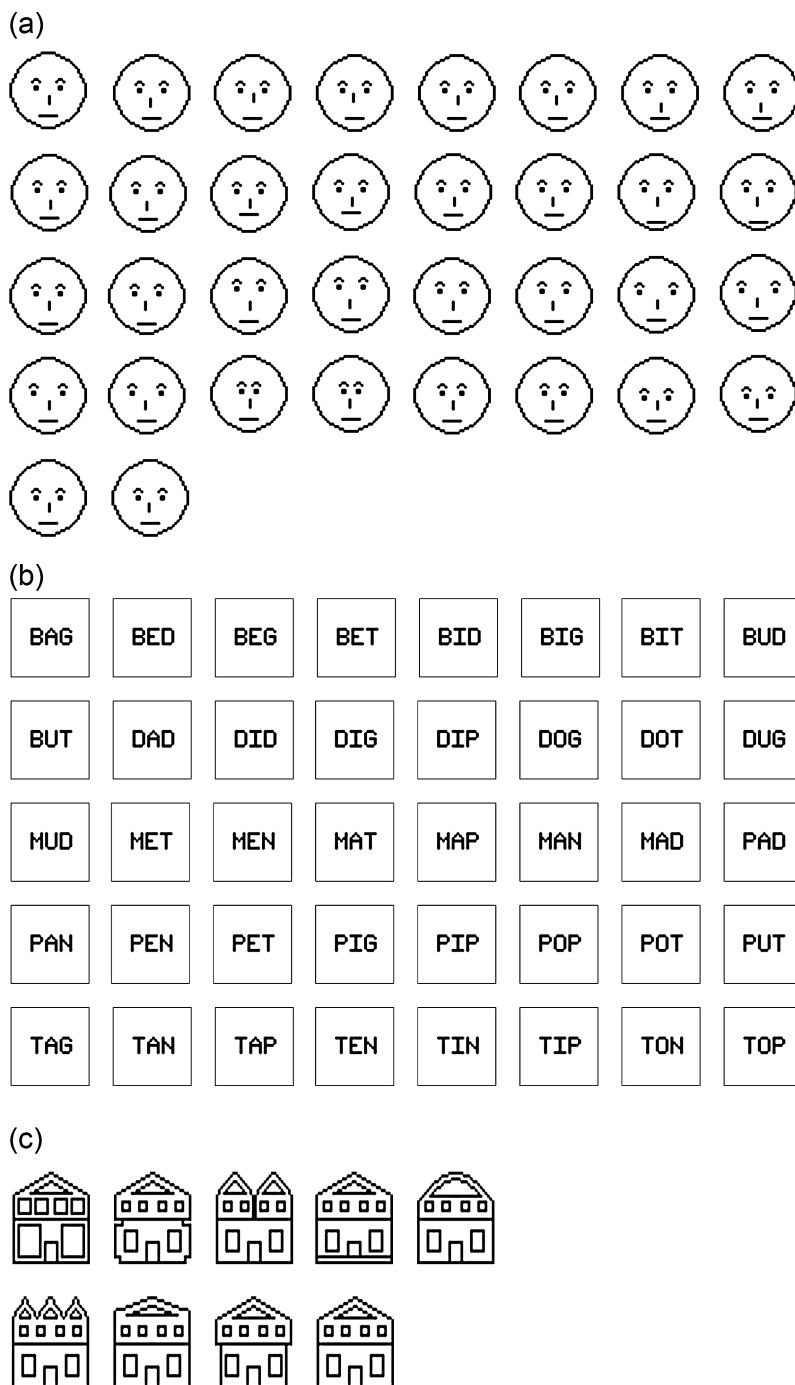 (a)
(b)
BAG BED BEG BET BID BIG BIT BUD
BUT DAD DID DIG DIP DOG DOT DUG
MUD MET MEN MAT MAP MAN MAD PAD
PAN PEN PET PIG PIP POP POT PUT
TAG TAN TAP TEN TIN TIP TON TOP
(c)